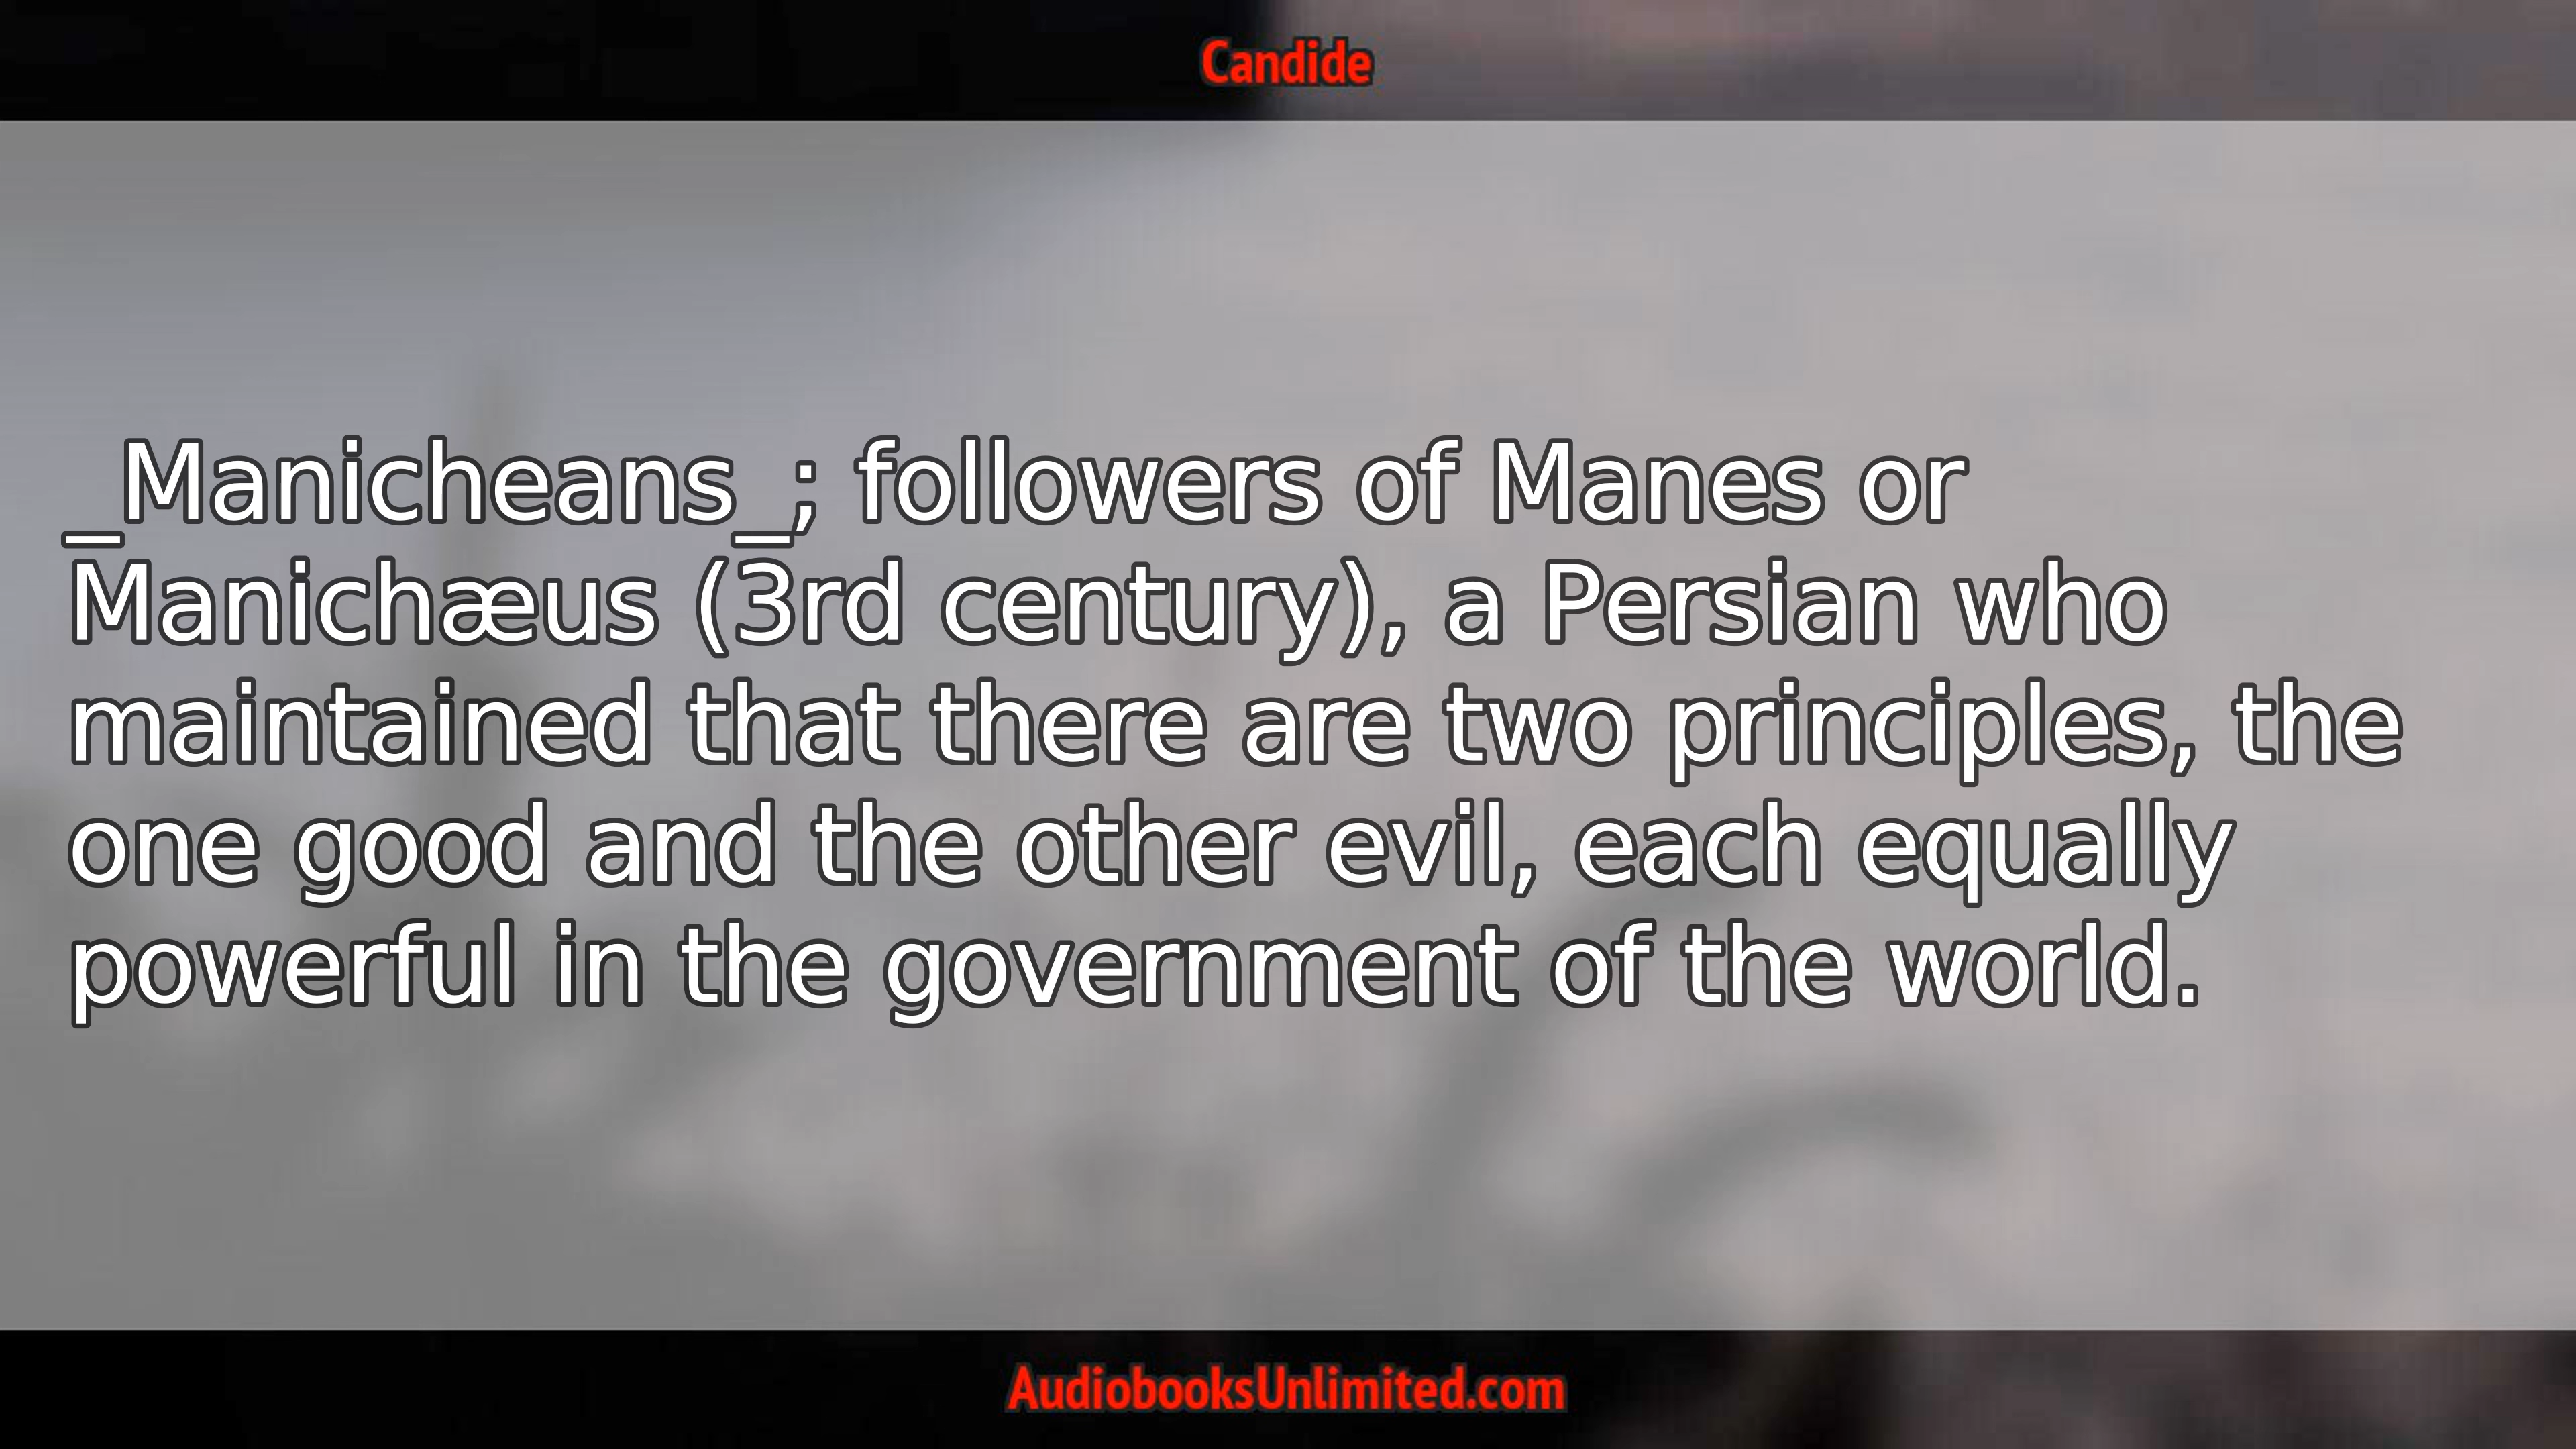 Candide
_Manicheans_; followers of Manes or
Manichæus (3rd century), a Persian who
maintained that there are two principles, the
one good and the other evil, each equally
powerful in the government of the world.
AudiobooksUnlimited.com